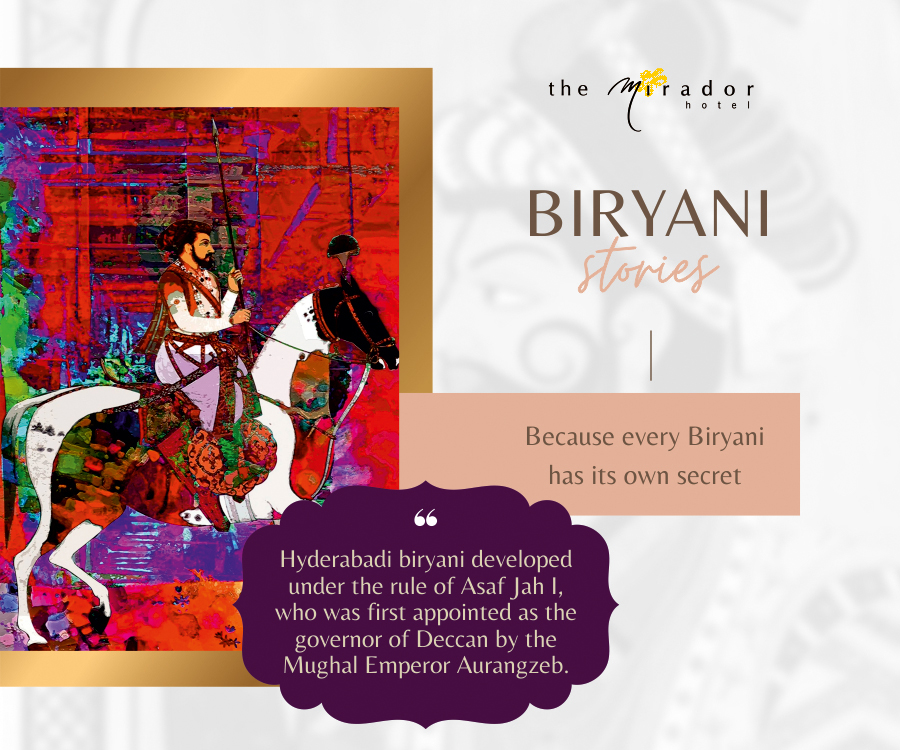 the Mirador
hotel
BIRYANI
stories
Because every Biryani
has its own secret
“
Hyderabadi biryani developed
under the rule of Asaf Jah I,
who was first appointed as the
governor of Deccan by the
Mughal Emperor Aurangzeb.